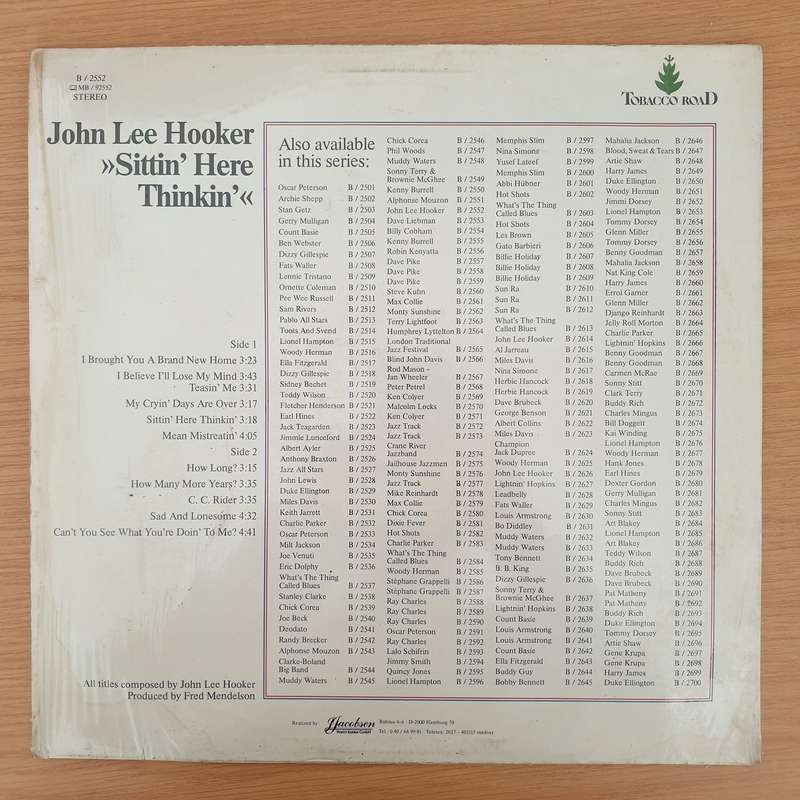 B / 2552
MB / 92552
STEREO
TOBACCO ROAD
John Lee Hooker
»Sittin' Here
Thinkin'«
Side 1
I Brought You A Brand New Home 3:23
I Believe I'll Lose My Mind 3:43
Teasin' Me 3:31
My Cryin' Days Are Over 3:17
Sittin' Here Thinkin' 3:18
Mean Mistreatin' 4:05
Side 2
How Long? 3:15
How Many More Years? 3:35
C. C. Rider 3:35
Sad And Lonesome 4:32
Can't You See What You're Doin' To Me? 4:41
All titles composed by John Lee Hooker
Produced by Fred Mendelson
Also available
in this series:
Oscar Peterson B / 2501
Archie Shepp B / 2502
Stan Getz B / 2503
Gerry Mulligan B / 2504
Count Basie B / 2505
Ben Webster B / 2506
Dizzy Gillespie B / 2507
Fats Waller B / 2508
Lennie Tristano B / 2509
Ornette Coleman B / 2510
Pee Wee Russell B / 2511
Sam Rivers B / 2512
Pablo All Stars B / 2513
Toots And Svend B / 2514
Lionel Hampton B / 2515
Woody Herman B / 2516
Ella Fitzgerald B / 2517
Dizzy Gillespie B / 2518
Sidney Bechet B / 2519
Teddy Wilson B / 2520
Fletcher Henderson B / 2521
Earl Hines B / 2522
Jack Teagarden B / 2523
Jimmie Lunceford B / 2524
Albert Ayler B / 2525
Anthony Braxton B / 2526
Jazz All Stars B / 2527
John Lewis B / 2528
Duke Ellington B / 2529
Miles Davis B / 2530
Keith Jarrett B / 2531
Charlie Parker B / 2532
Oscar Peterson B / 2533
Milt Jackson B / 2534
Joe Venuti B / 2535
Eric Dolphy B / 2536
What's The Thing
Called Blues B / 2537
Stanley Clarke B / 2538
Chick Corea B / 2539
Joe Beck B / 2540
Deodato B / 2541
Randy Brecker B / 2542
Alphonse Mouzon B / 2543
Clarke-Boland
Big Band B / 2544
Muddy Waters B / 2545
Chick Corea B / 2546
Phil Woods B / 2547
Muddy Waters B / 2548
Sonny Terry &
Brownie McGhee B / 2549
Kenny Burrell B / 2550
Alphonse Mouzon B / 2551
John Lee Hooker B / 2552
Dave Liebman B / 2553
Billy Cobham B / 2554
Kenny Burrell B / 2555
Robin Kenyatta B / 2556
Dave Pike B / 2557
Dave Pike B / 2558
Dave Pike B / 2559
Steve Kuhn B / 2560
Max Collie B / 2561
Monty Sunshine B / 2562
Terry Lightfoot B / 2563
Humphrey Lyttelton B / 2564
London Traditional
Jazz Festival B / 2565
Blind John Davis B / 2566
Rod Mason -
Jan Wheeler B / 2567
Peter Petrel B / 2568
Ken Colyer B / 2569
Malcolm Locks B / 2570
Ken Colyer B / 2571
Jazz Track B / 2572
Jazz Track B / 2573
Crane River
Jazzband B / 2574
Jailhouse Jazzmen B / 2575
Monty Sunshine B / 2576
Jazz Track B / 2577
Mike Reinhardt B / 2578
Max Collie B / 2579
Chick Corea B / 2580
Dixie Fever B / 2581
Hot Shots B / 2582
Charlie Parker B / 2583
What's The Thing
Called Blues B / 2584
Woody Herman B / 2585
Stéphane Grappelli B / 2586
Stéphane Grappelli B / 2587
Ray Charles B / 2588
Ray Charles B / 2589
Ray Charles B / 2590
Oscar Peterson B / 2591
Ray Charles B / 2592
Lalo Schifrin B / 2593
Jimmy Smith B / 2594
Quincy Jones B / 2595
Lionel Hampton B / 2596
Memphis Slim B / 2597
Nina Simone B / 2598
Yusef Lateef B / 2599
Memphis Slim B / 2600
Abbi Hübner B / 2601
Hot Shots B / 2602
What's The Thing
Called Blues B / 2603
Hot Shots B / 2604
Les Brown B / 2605
Gato Barbieri B / 2606
Billie Holiday B / 2607
Billie Holiday B / 2608
Billie Holiday B / 2609
Sun Ra B / 2610
Sun Ra B / 2611
Sun Ra B / 2612
What's The Thing
Called Blues B / 2613
John Lee Hooker B / 2614
Al Jarreau B / 2615
Miles Davis B / 2616
Nina Simone B / 2617
Herbie Hancock B / 2618
Herbie Hancock B / 2619
Dave Brubeck B / 2620
George Benson B / 2621
Albert Collins B / 2622
Miles Davis B / 2623
Champion
Jack Dupree B / 2624
Woody Herman B / 2625
John Lee Hooker B / 2626
Lightnin' Hopkins B / 2627
Leadbelly B / 2628
Fats Waller B / 2629
Louis Armstrong B / 2630
Bo Diddley B / 2631
Muddy Waters B / 2632
Muddy Waters B / 2633
Tony Bennett B / 2634
B. B. King B / 2635
Dizzy Gillespie B / 2636
Sonny Terry &
Brownie McGhee B / 2637
Lightnin' Hopkins B / 2638
Count Basie B / 2639
Louis Armstrong B / 2640
Louis Armstrong B / 2641
Count Basie B / 2642
Ella Fitzgerald B / 2643
Buddy Guy B / 2644
Bobby Bennett B / 2645
Mahalia Jackson B / 2646
Blood, Sweat & Tears B / 2647
Artie Shaw B / 2648
Harry James B / 2649
Duke Ellington B / 2650
Woody Herman B / 2651
Jimmi Dorsey B / 2652
Lionel Hampton B / 2653
Tommy Dorsey B / 2654
Glenn Miller B / 2655
Tommy Dorsey B / 2656
Benny Goodman B / 2657
Mahalia Jackson B / 2658
Nat King Cole B / 2659
Harry James B / 2660
Errol Garner B / 2661
Glenn Miller B / 2662
Django Reinhardt B / 2663
Jelly Roll Morton B / 2664
Charlie Parker B / 2665
Lightnin' Hopkins B / 2666
Benny Goodman B / 2667
Benny Goodman B / 2668
Carmen McRae B / 2669
Sonny Stitt B / 2670
Clark Terry B / 2671
Buddy Rich B / 2672
Charles Mingus B / 2673
Bill Doggett B / 2674
Kai Winding B / 2675
Lionel Hampton B / 2676
Woody Herman B / 2677
Hank Jones B / 2678
Earl Hines B / 2679
Dexter Gordon B / 2680
Gerry Mulligan B / 2681
Charles Mingus B / 2682
Sonny Stitt B / 2683
Art Blakey B / 2684
Lionel Hampton B / 2685
Art Blakey B / 2686
Teddy Wilson B / 2687
Buddy Rich B / 2688
Dave Brubeck B / 2689
Dave Brubeck B / 2690
Pat Matheny B / 2691
Pat Matheny B / 2692
Buddy Rich B / 2693
Duke Ellington B / 2694
Tommy Dorsey B / 2695
Artie Shaw B / 2696
Gene Krupa B / 2697
Gene Krupa B / 2698
Harry James B / 2699
Duke Ellington B / 2700
Realized by Jacobsen
D-2000 Hamburg